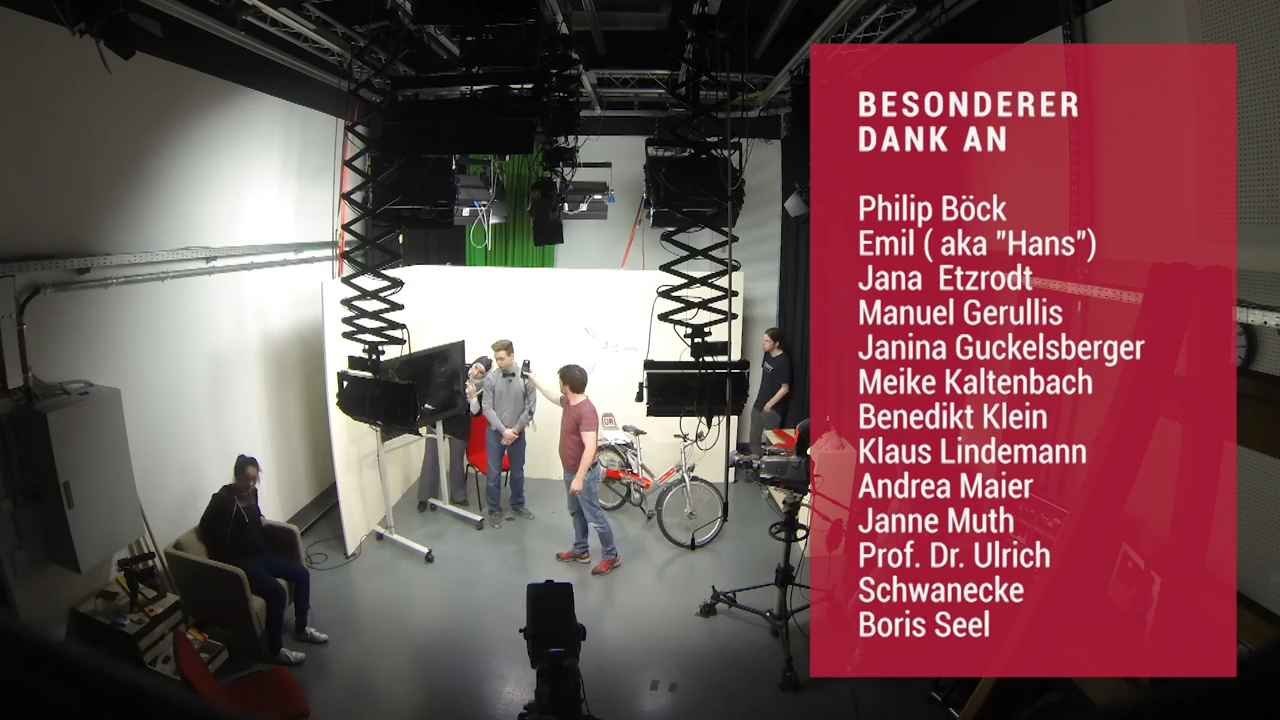 BESONDERER
DANK AN
Philip Böck
Emil ( aka "Hans")
Jana  Etzrodt
Manuel Gerullis
Janina Guckelsberger
Meike Kaltenbach
Benedikt Klein
Klaus Lindemann
Andrea Maier
Janne Muth
Prof. Dr. Ulrich
Schwanecke
Boris Seel